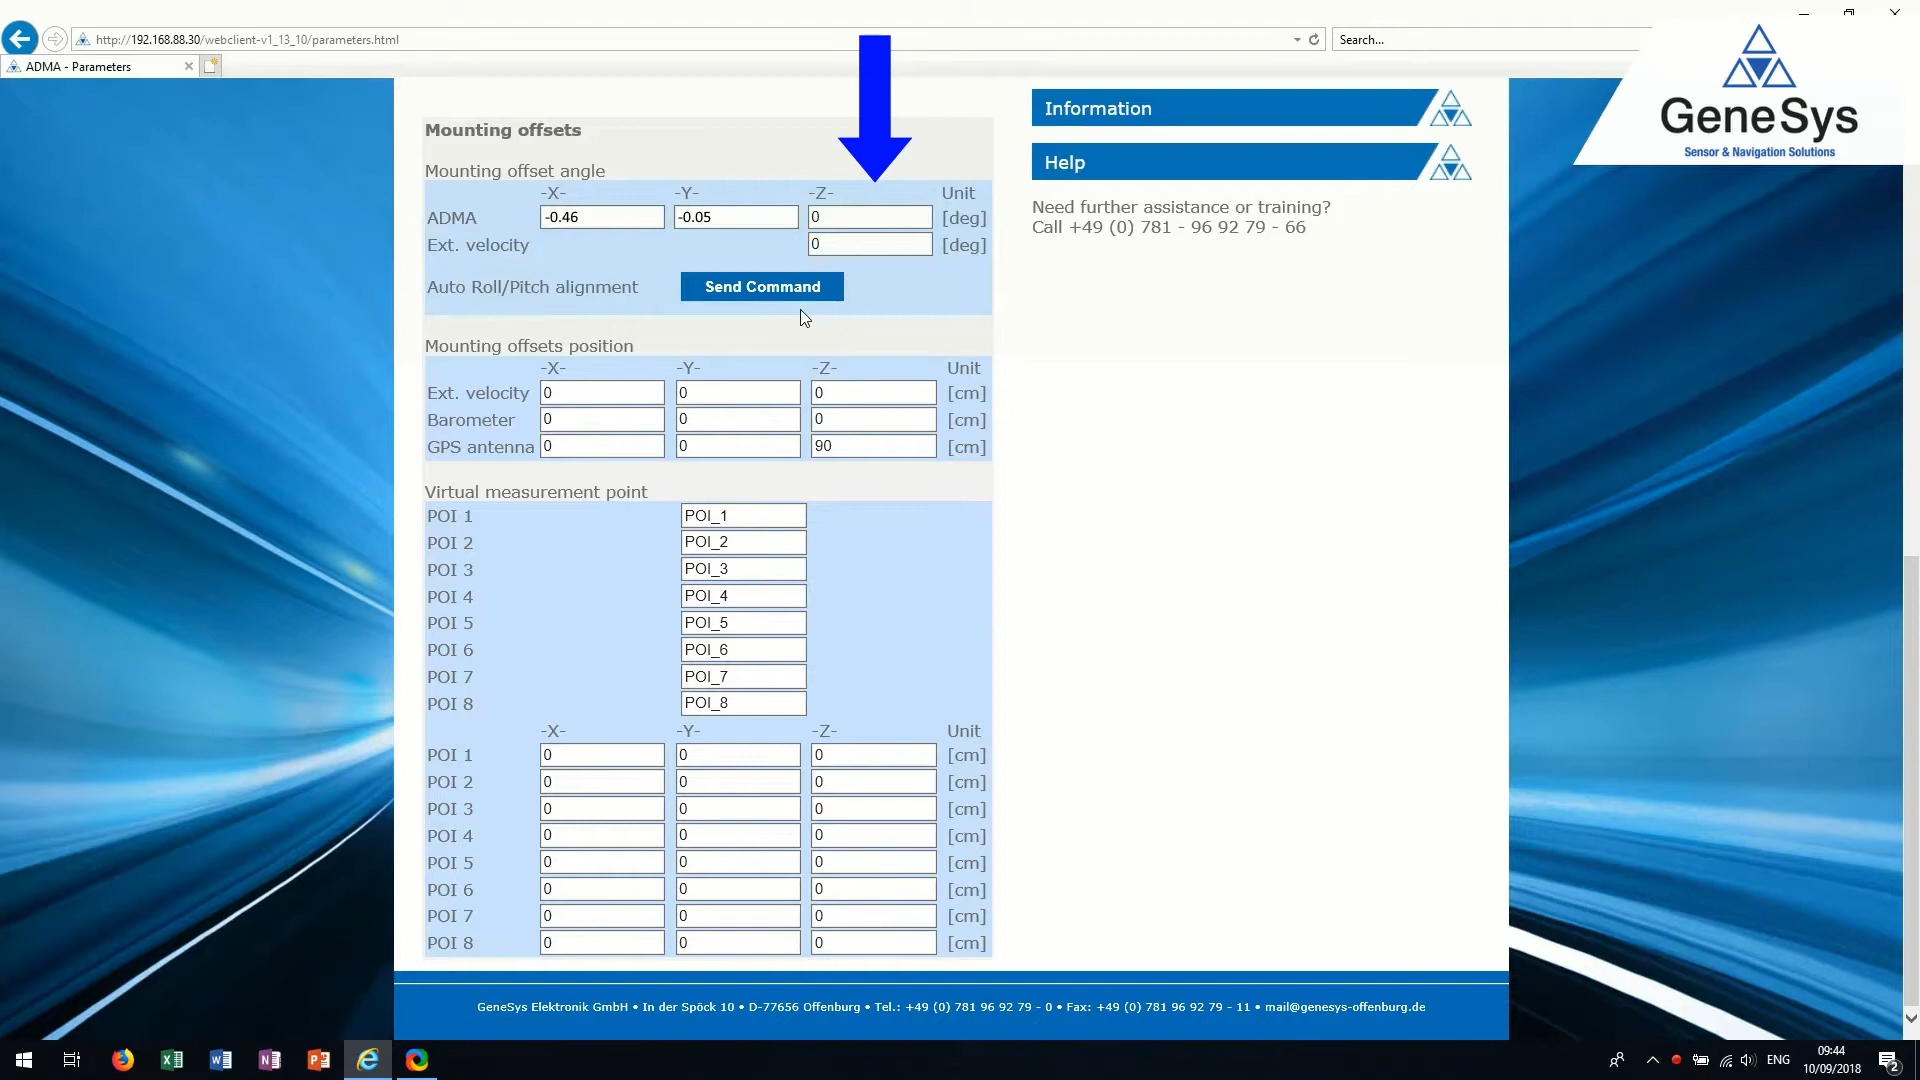 http://192.168.88.30/webclient-v1_13_10/parameters.html
Search...
ADMA - Parameters
GeneSys
Sensor & Navigation Solutions
Mounting offsets
Mounting offset angle
-X- -Y- -Z- Unit
ADMA -0.46 -0.05 0 [deg]
Ext. velocity 0 [deg]
Auto Roll/Pitch alignment Send Command
Mounting offsets position
-X- -Y- -Z- Unit
Ext. velocity 0 0 0 [cm]
Barometer 0 0 0 [cm]
GPS antenna 0 0 90 [cm]
Virtual measurement point
POI 1 POI_1
POI 2 POI_2
POI 3 POI_3
POI 4 POI_4
POI 5 POI_5
POI 6 POI_6
POI 7 POI_7
POI 8 POI_8
-X- -Y- -Z- Unit
POI 1 0 0 0 [cm]
POI 2 0 0 0 [cm]
POI 3 0 0 0 [cm]
POI 4 0 0 0 [cm]
POI 5 0 0 0 [cm]
POI 6 0 0 0 [cm]
POI 7 0 0 0 [cm]
POI 8 0 0 0 [cm]
Information
Help
Need further assistance or training?
Call +49 (0) 781 - 96 92 79 - 66
GeneSys Elektronik GmbH • In der Spöck 10 • D-77656 Offenburg • Tel.: +49 (0) 781 96 92 79 - 0 • Fax: +49 (0) 781 96 92 79 - 11 • mail@genesys-offenburg.de
ENG
09:44
10/09/2018
2